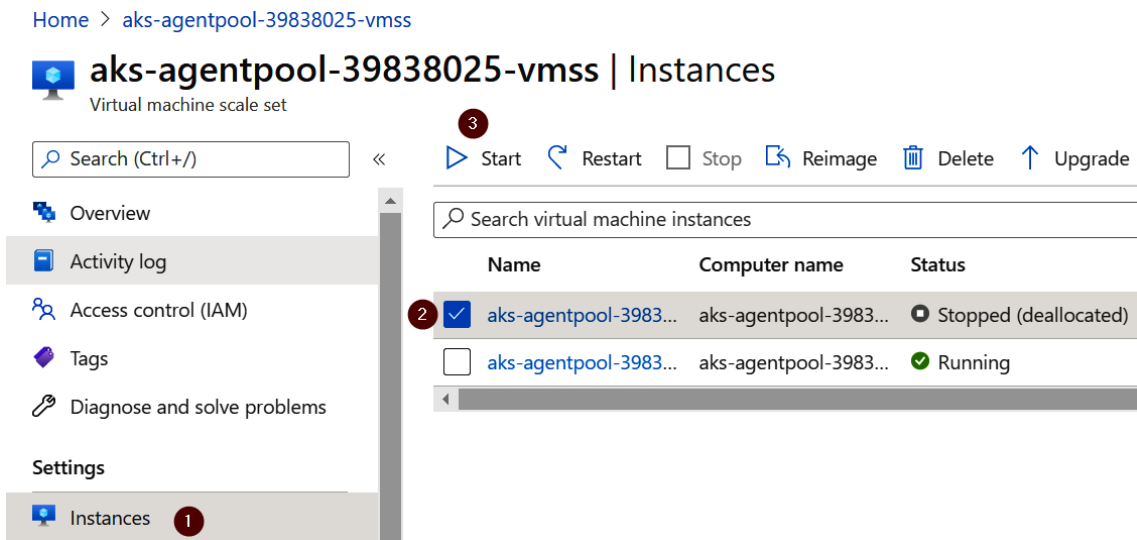 Home > aks-agentpool-39838025-vmss
aks-agentpool-39838025-vmss | Instances
Virtual machine scale set
3
Search (Ctrl+/) «
Start Restart Stop Reimage Delete Upgrade
Overview
Search virtual machine instances
Activity log
Name Computer name Status
Access control (IAM)
2 aks-agentpool-3983... aks-agentpool-3983... Stopped (deallocated)
Tags
aks-agentpool-3983... aks-agentpool-3983... Running
Diagnose and solve problems
Settings
Instances 1